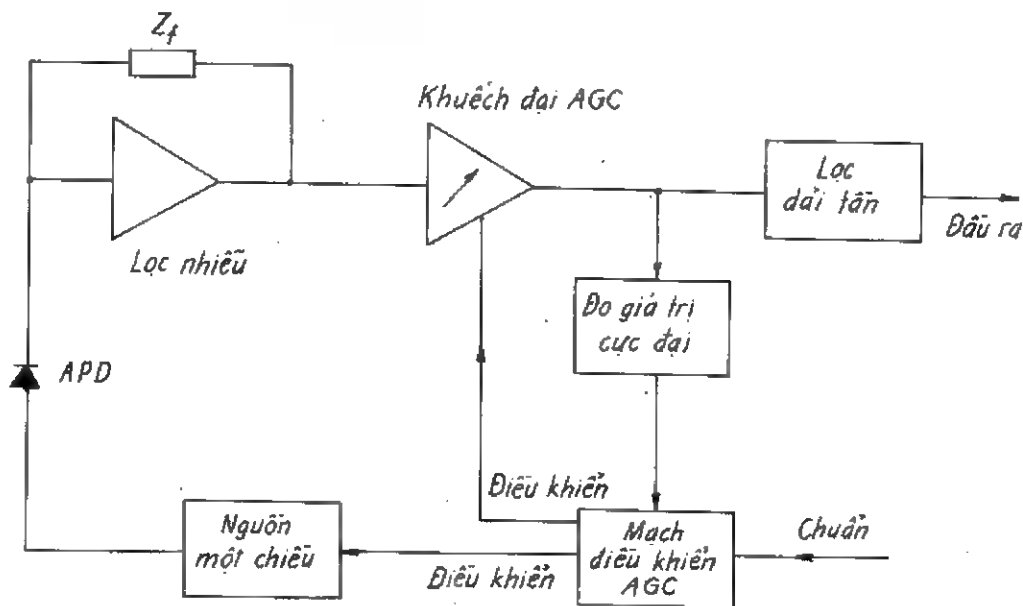 Zf
Khuếch đại AGC
Lọc nhiễu
Lọc
dải tần
Đầu ra
Đo giá trị
cực đại
APD
Điều khiển
Nguồn
một chiều
Điều khiển
Mạch
điều khiển
AGC
Chuẩn